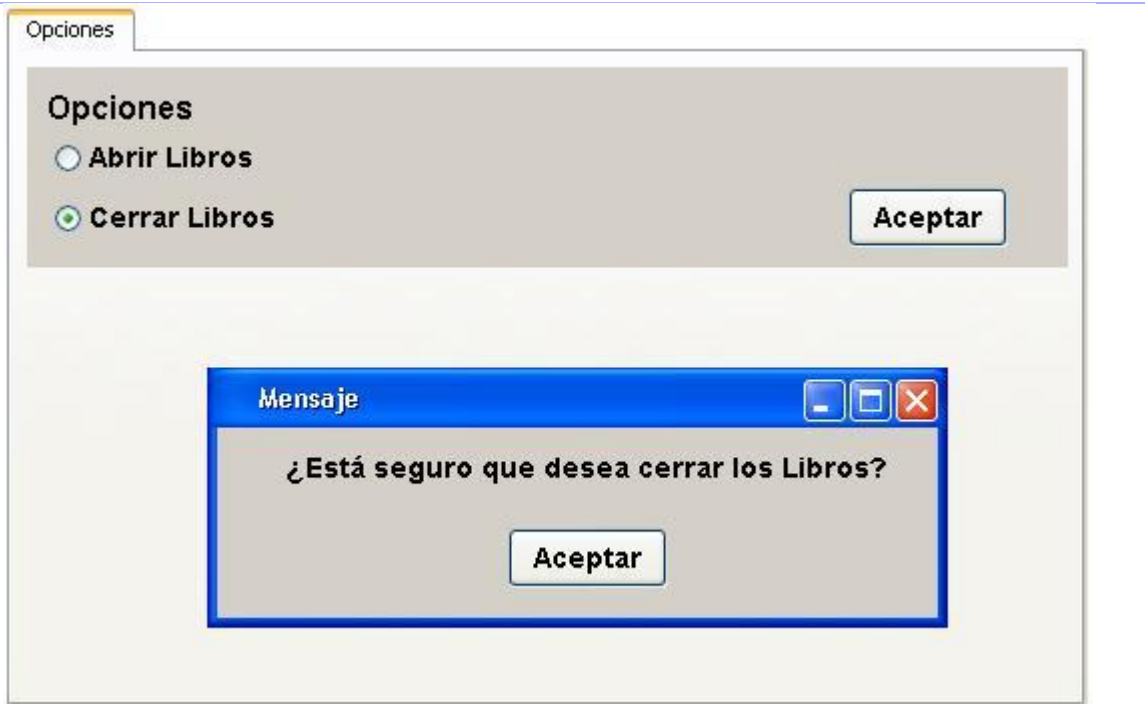 Opciones
Opciones
Abrir Libros
Cerrar Libros
Aceptar
Mensaje
¿Está seguro que desea cerrar los Libros?
Aceptar